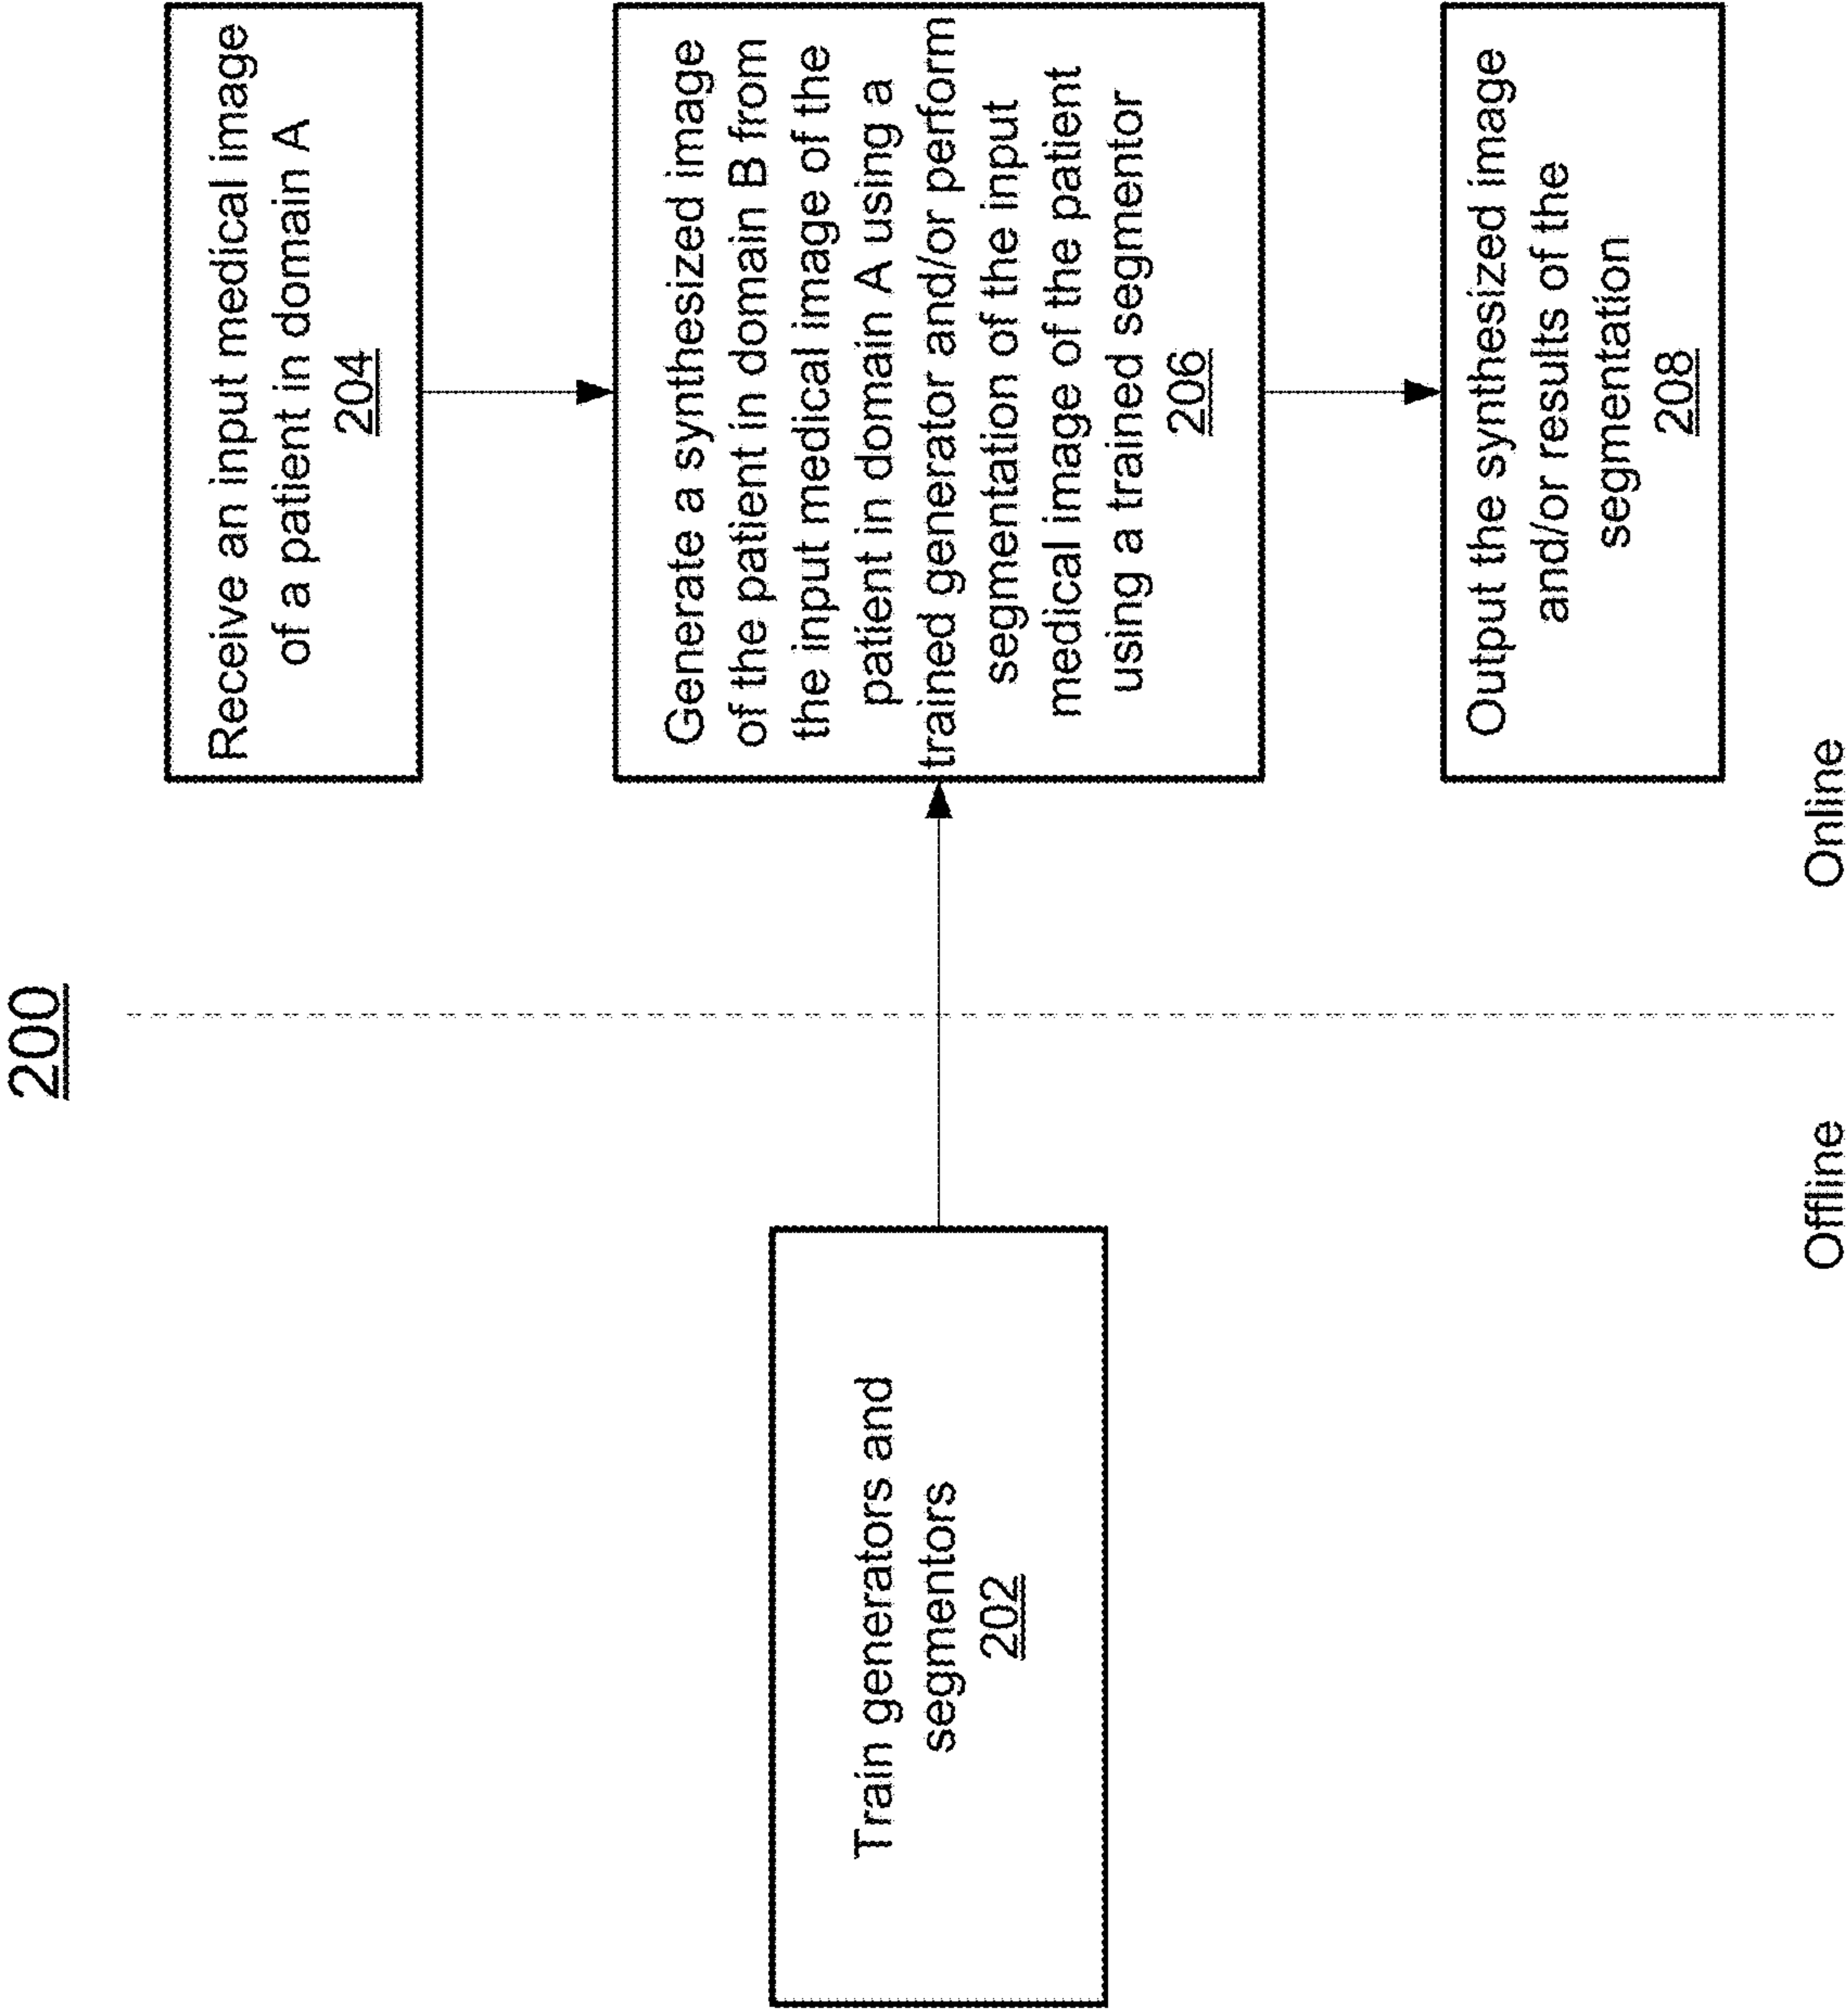 200
Train generators and
segmentors
202
Receive an input medical image
of a patient in domain A
204
Generate a synthesized image
of the patient in domain B from
the input medical image of the
patient in domain A using a
trained generator and/or perform
segmentation of the input
medical image of the patient
using a trained segmentor
206
Output the synthesized image
and/or results of the
segmentation
208
Offline
Online